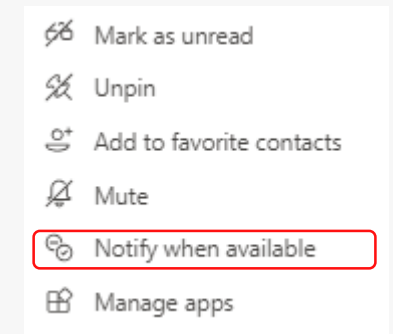 Mark as unread
Unpin
Add to favorite contacts
Mute
Notify when available
Manage apps